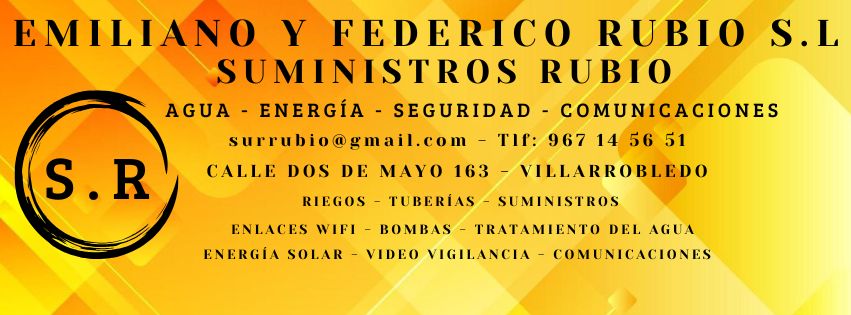 EMILIANO Y FEDERICO RUBIO S.L
SUMINISTROS RUBIO
AGUA - ENERGÍA - SEGURIDAD - COMUNICACIONES
surrubio@gmail.com - Tlf: 967 14 56 51
S.R
CALLE DOS DE MAYO 163 - VILLARROBLEDO
RIEGOS - TUBERÍAS - SUMINISTROS
ENLACES WIFI - BOMBAS - TRATAMIENTO DEL AGUA
ENERGÍA SOLAR - VIDEO VIGILANCIA - COMUNICACIONES